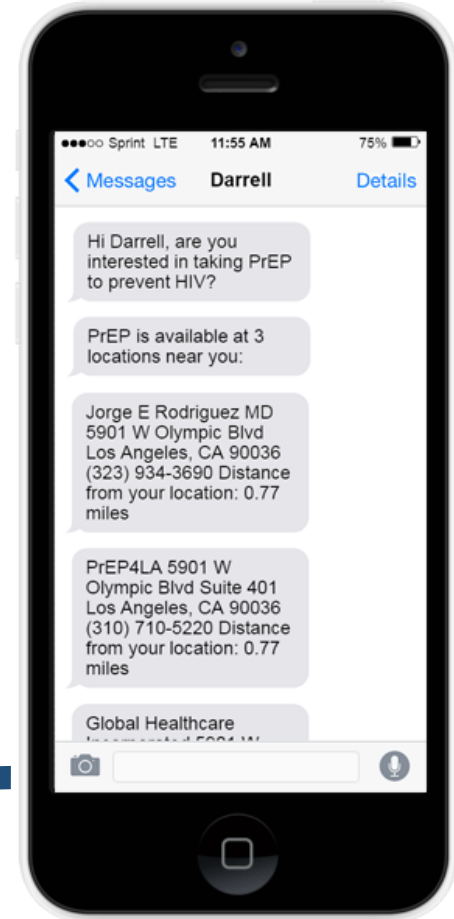 Sprint LTE 11:55 AM 75%
Messages Darrell Details
Hi Darrell, are you
interested in taking PrEP
to prevent HIV?
PrEP is available at 3
locations near you:
Jorge E Rodriguez MD
5901 W Olympic Blvd
Los Angeles, CA 90036
(323) 934-3690 Distance
from your location: 0.77
miles
PrEP4LA 5901 W
Olympic Blvd Suite 401
Los Angeles, CA 90036
(310) 710-5220 Distance
from your location: 0.77
miles
Global Healthcare